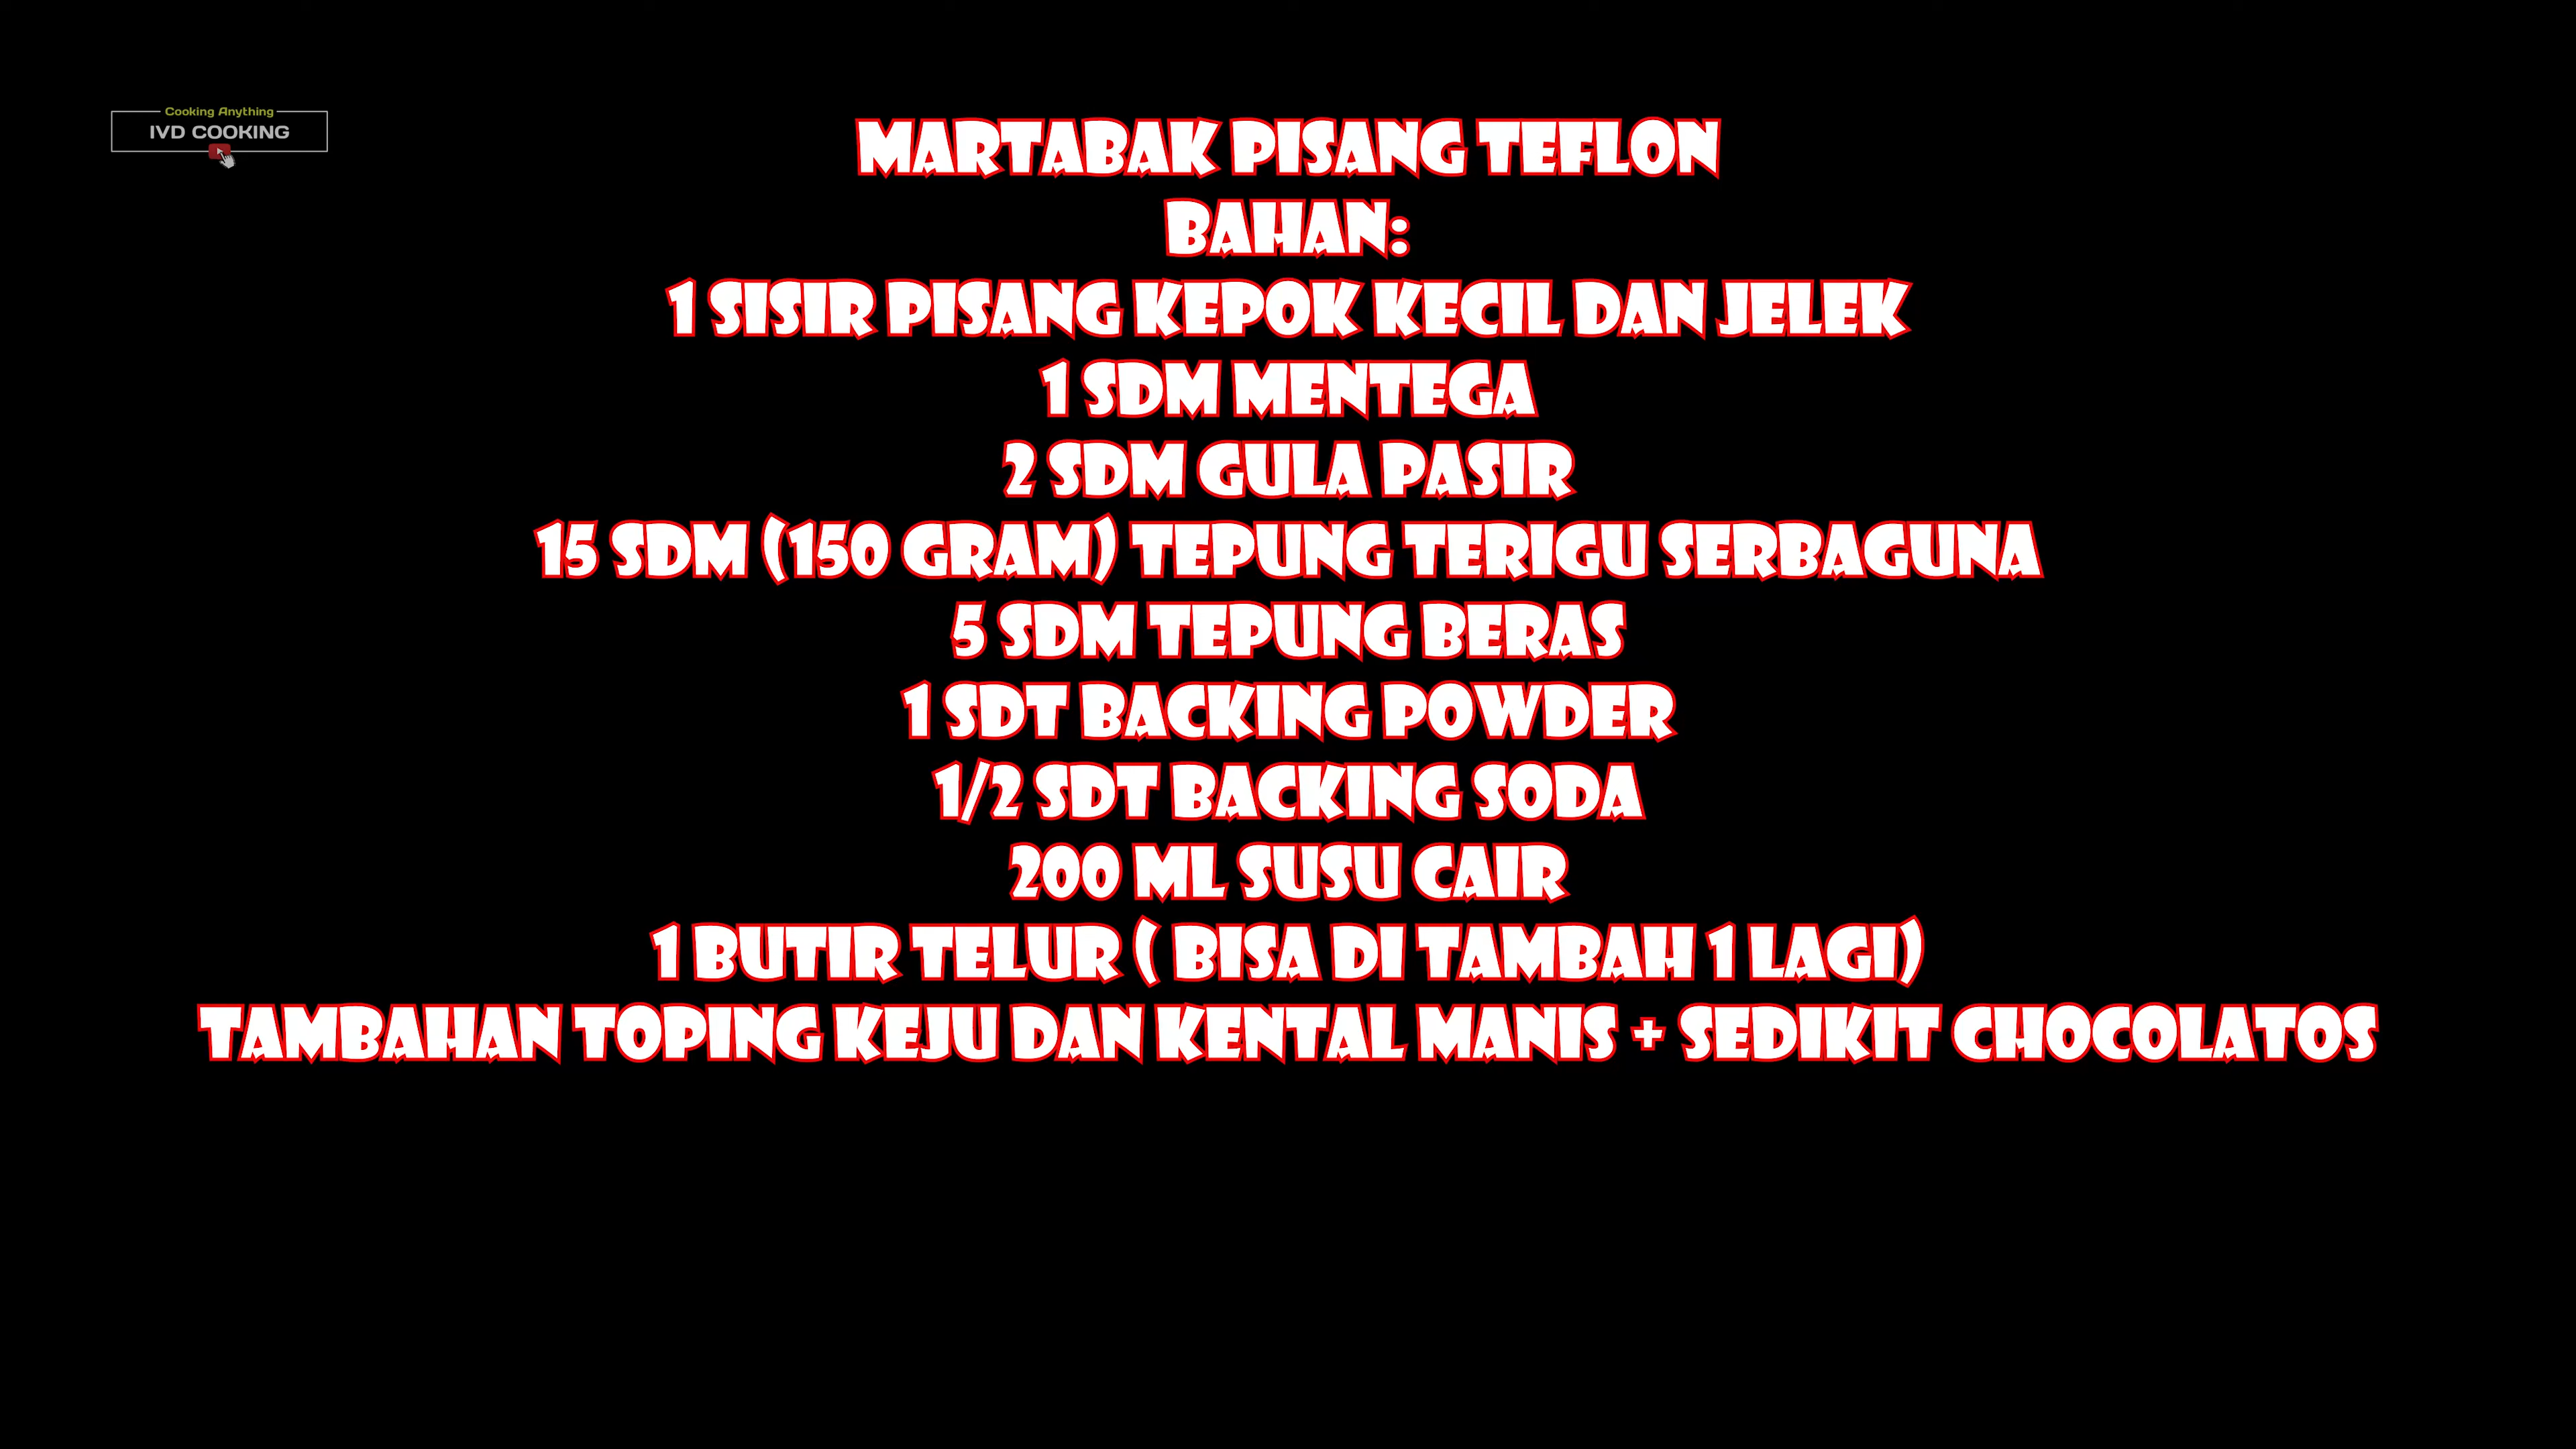 Cooking Anything
IVD COOKING
MARTABAK PISANG TEFLON
BAHAN:
1 SISIR PISANG KEPOK KECIL DAN JELEK
1 SDM MENTEGA
2 SDM GULA PASIR
15 SDM (150 GRAM) TEPUNG TERIGU SERBAGUNA
5 SDM TEPUNG BERAS
1 SDT BACKING POWDER
1/2 SDT BACKING SODA
200 ML SUSU CAIR
1 BUTIR TELUR ( BISA DI TAMBAH 1 LAGI)
TAMBAHAN TOPING KEJU DAN KENTAL MANIS + SEDIKIT CHOCOLATOS